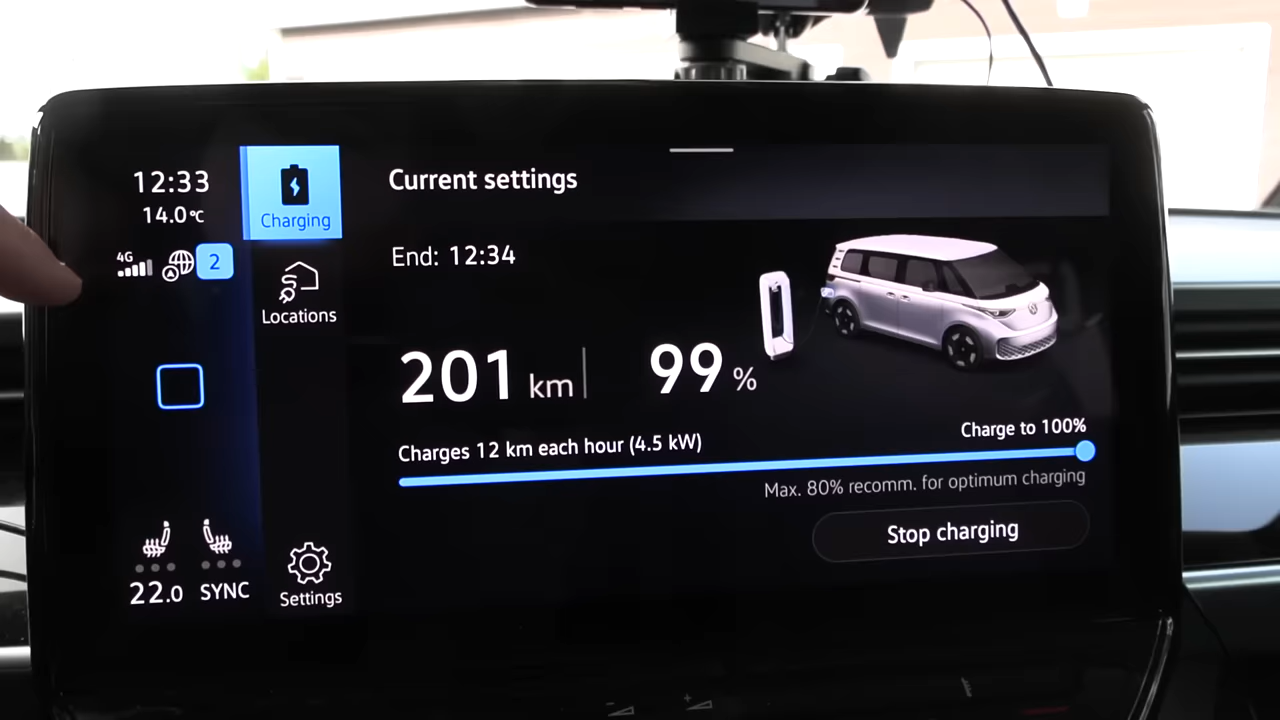 12:33
14.0°C
4G
2
22.0
SYNC
Charging
Locations
Settings
Current settings
End: 12:34
201 km
99 %
Charges 12 km each hour (4.5 kW)
Charge to 100%
Max. 80% recomm. for optimum charging
Stop charging